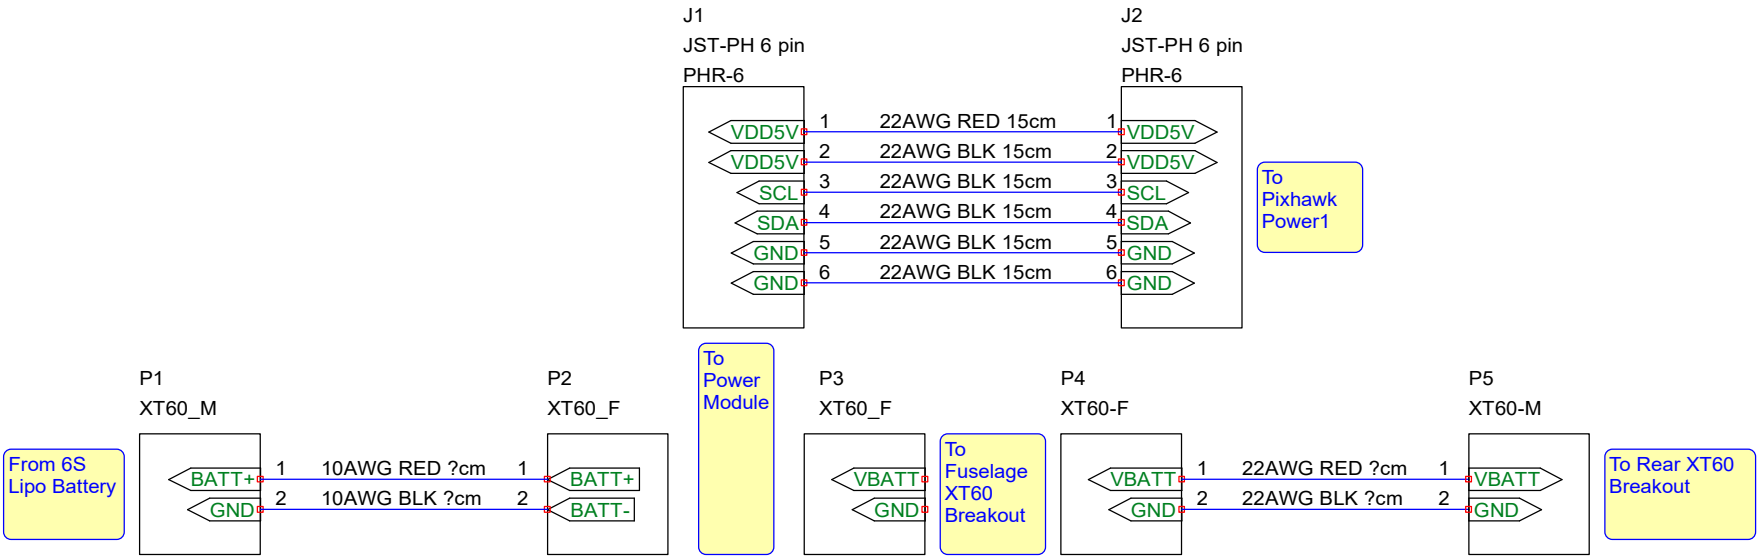 J1
JST-PH 6 pin
PHR-6
J2
JST-PH 6 pin
PHR-6
VDD5V 1 22AWG RED 15cm 1 VDD5V
VDD5V 2 22AWG BLK 15cm 2 VDD5V
SCL 3 22AWG BLK 15cm 3 SCL
SDA 4 22AWG BLK 15cm 4 SDA
GND 5 22AWG BLK 15cm 5 GND
GND 6 22AWG BLK 15cm 6 GND
To
Pixhawk
Power1
From 6S
Lipo Battery
P1
XT60_M
P2
XT60_F
BATT+ 1 10AWG RED ?cm 1 BATT+
GND 2 10AWG BLK ?cm 2 BATT-
To
Power
Module
P3
XT60_F
VBATT
GND
To
Fuselage
XT60
Breakout
P4
XT60-F
P5
XT60-M
VBATT 1 22AWG RED ?cm 1 VBATT
GND 2 22AWG BLK ?cm 2 GND
To Rear XT60
Breakout